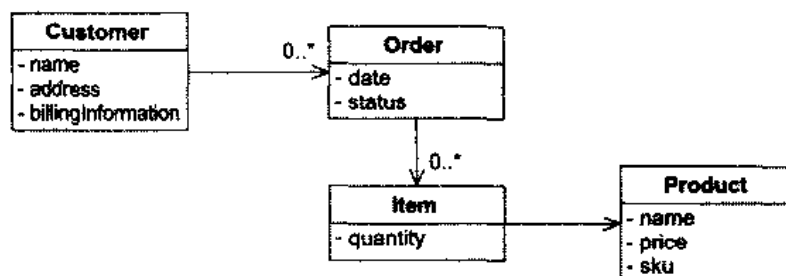 Customer
- name
- address
- billingInformation
0..*
Order
- date
- status
0..*
Item
- quantity
Product
- name
- price
- sku